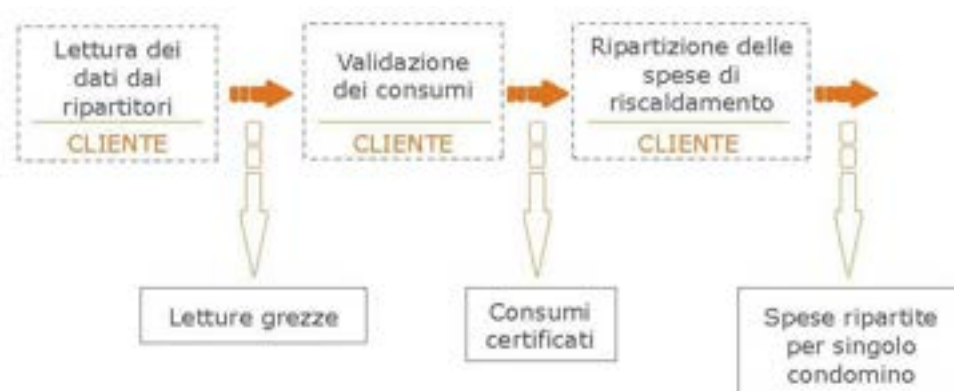 Lettura dei
dati dai
ripartitori
CLIENTE
Validazione
dei consumi
CLIENTE
Ripartizione delle
spese di
riscaldamento
CLIENTE
Letture grezze
Consumi
certificati
Spese ripartite
per singolo
condomino